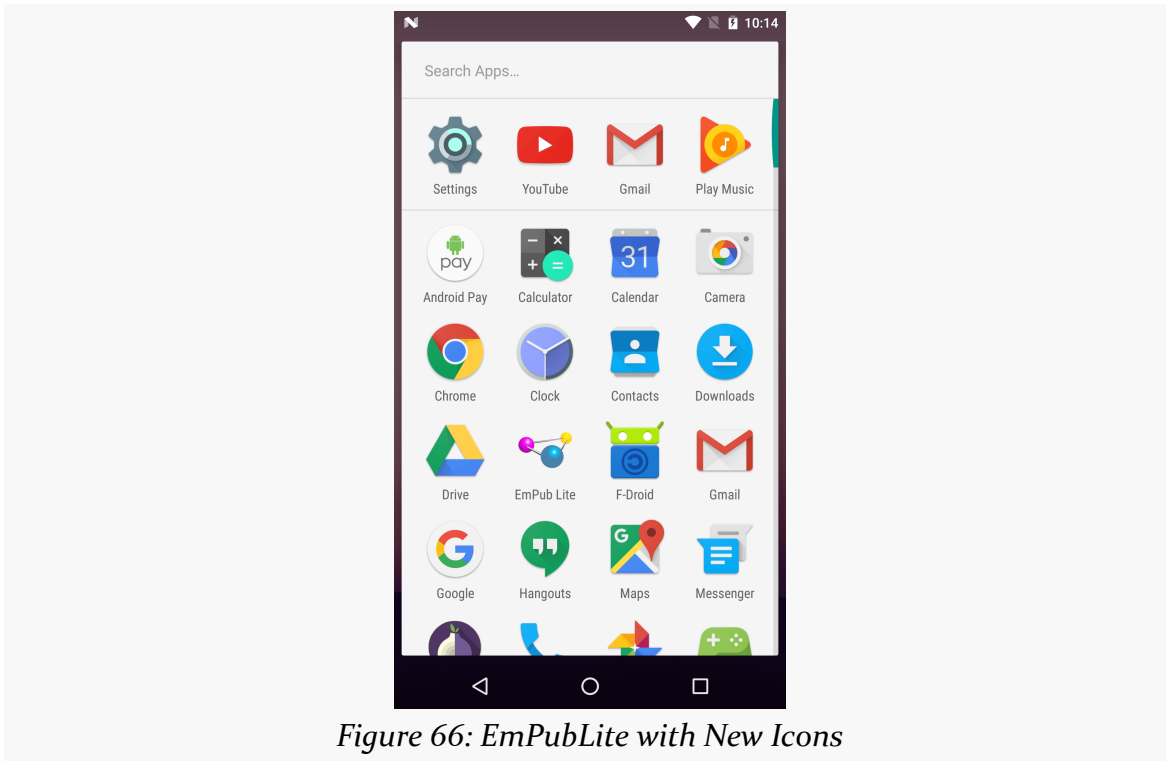 10:14
Search Apps…
Settings YouTube Gmail Play Music
pay 31
Android Pay Calculator Calendar Camera
Chrome Clock Contacts Downloads
Drive EmPub Lite F-Droid Gmail
G
Google Hangouts Maps Messenger
Figure 66: EmPubLite with New Icons